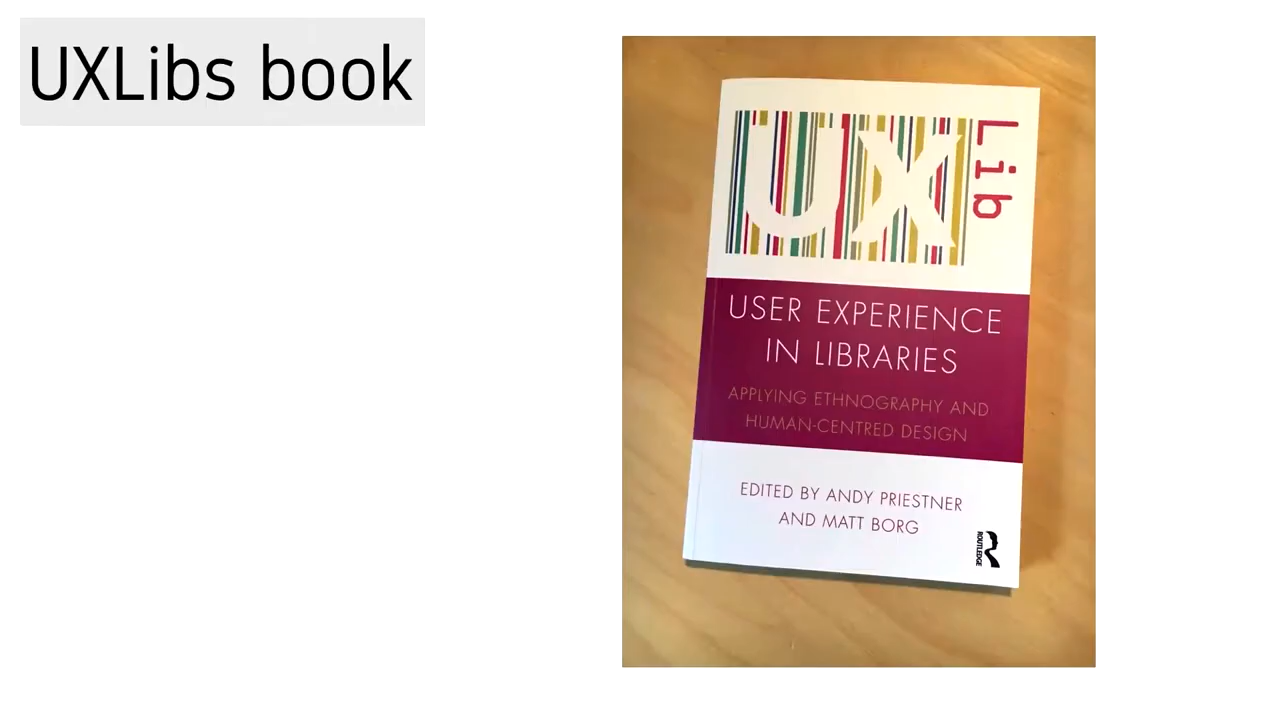 UXLibs book
UX
Lib
USER EXPERIENCE
IN LIBRARIES
APPLYING ETHNOGRAPHY AND
HUMAN-CENTRED DESIGN
EDITED BY ANDY PRIESTNER
AND MATT BORG
ROUTLEDGE